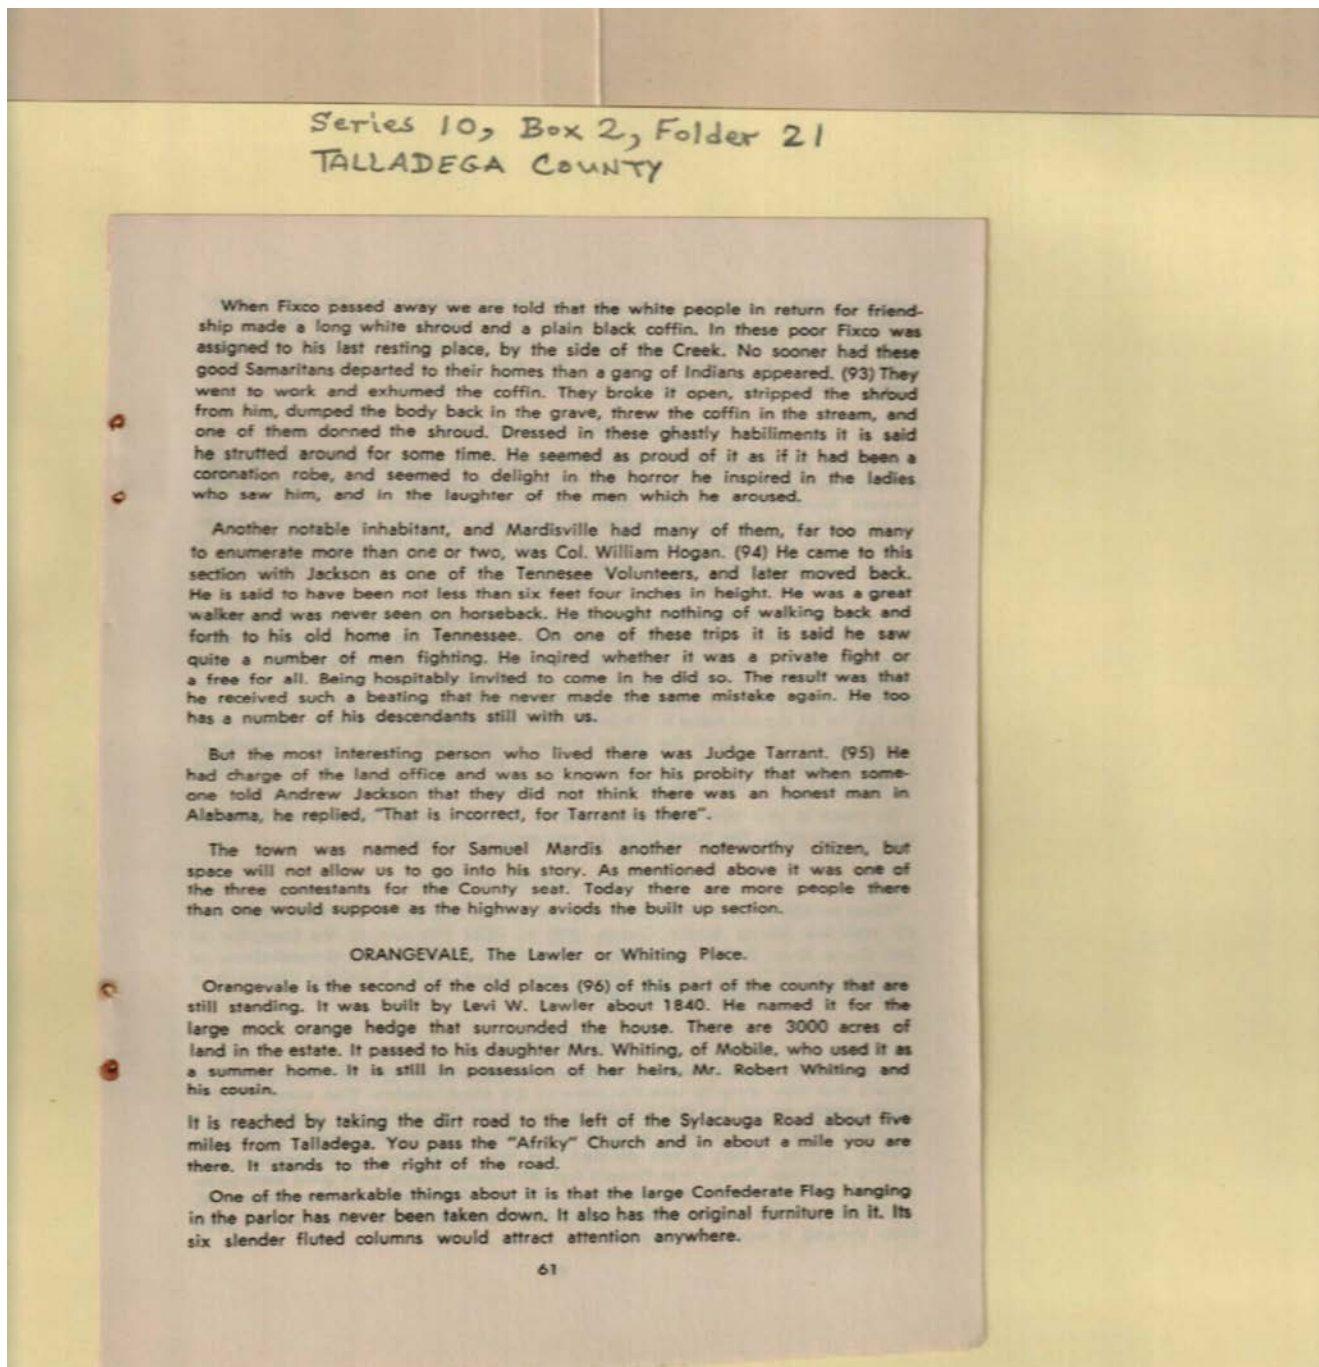 Series 10, Box 2, Folder 21
TALLADEGA COUNTY
When Fixco passed away we are told that the white people in return for friend-
ship made a long white shroud and a plain black coffin. In these poor Fixco was
assigned to his last resting place, by the side of the Creek. No sooner had these
good Samaritans departed to their homes than a gang of Indians appeared. (93) They
went to work and exhumed the coffin. They broke it open, stripped the shroud
from him, dumped the body back in the grave, threw the coffin in the stream, and
one of them donned the shroud. Dressed in these ghastly habiliments it is said
he strutted around for some time. He seemed as proud of it as if it had been a
coronation robe, and seemed to delight in the horror he inspired in the ladies
who saw him, and in the laughter of the men which he aroused.
Another notable inhabitant, and Mardisville had many of them, far too many
to enumerate more than one or two, was Col. William Hogan. (94) He came to this
section with Jackson as one of the Tennesee Volunteers, and later moved back.
He is said to have been not less than six feet four inches in height. He was a great
walker and was never seen on horseback. He thought nothing of walking back and
forth to his old home in Tennessee. On one of these trips it is said he saw
quite a number of men fighting. He inqired whether it was a private fight or
a free for all. Being hospitably invited to come in he did so. The result was that
he received such a beating that he never made the same mistake again. He too
has a number of his descendants still with us.
But the most interesting person who lived there was Judge Tarrant. (95) He
had charge of the land office and was so known for his probity that when some-
one told Andrew Jackson that they did not think there was an honest man in
Alabama, he replied, "That is incorrect, for Tarrant is there".
The town was named for Samuel Mardis another noteworthy citizen, but
space will not allow us to go into his story. As mentioned above it was one of
the three contestants for the County seat. Today there are more people there
than one would suppose as the highway aviods the built up section.
ORANGEVALE, The Lawler or Whiting Place.
Orangevale is the second of the old places (96) of this part of the county that are
still standing. It was built by Levi W. Lawler about 1840. He named it for the
large mock orange hedge that surrounded the house. There are 3000 acres of
land in the estate. It passed to his daughter Mrs. Whiting, of Mobile, who used it as
a summer home. It is still in possession of her heirs, Mr. Robert Whiting and
his cousin.
It is reached by taking the dirt road to the left of the Sylacauga Road about five
miles from Talladega. You pass the "Afriky" Church and in about a mile you are
there. It stands to the right of the road.
One of the remarkable things about it is that the large Confederate Flag hanging
in the parlor has never been taken down. It also has the original furniture in it. Its
six slender fluted columns would attract attention anywhere.
61